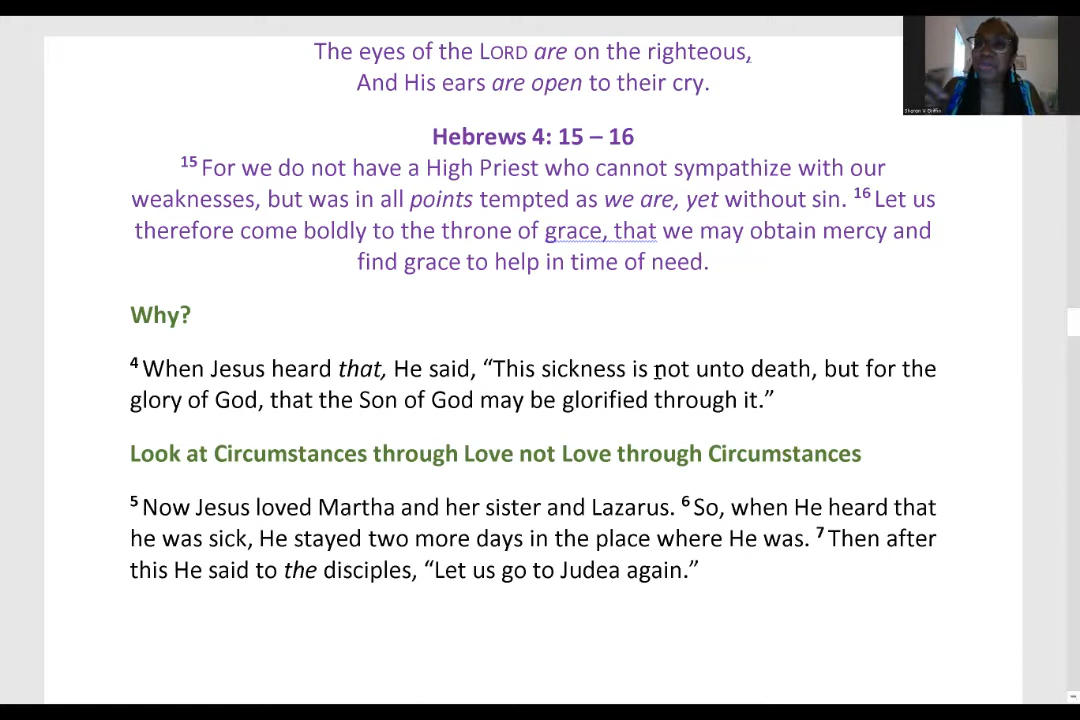 The eyes of the LORD are on the righteous,
And His ears are open to their cry.
Hebrews 4: 15 – 16
15 For we do not have a High Priest who cannot sympathize with our
weaknesses, but was in all points tempted as we are, yet without sin. 16 Let us
therefore come boldly to the throne of grace, that we may obtain mercy and
find grace to help in time of need.
Why?
4 When Jesus heard that, He said, “This sickness is not unto death, but for the
glory of God, that the Son of God may be glorified through it.”
Look at Circumstances through Love not Love through Circumstances
5 Now Jesus loved Martha and her sister and Lazarus. 6 So, when He heard that
he was sick, He stayed two more days in the place where He was. 7 Then after
this He said to the disciples, “Let us go to Judea again.”
Sharon V Griffin